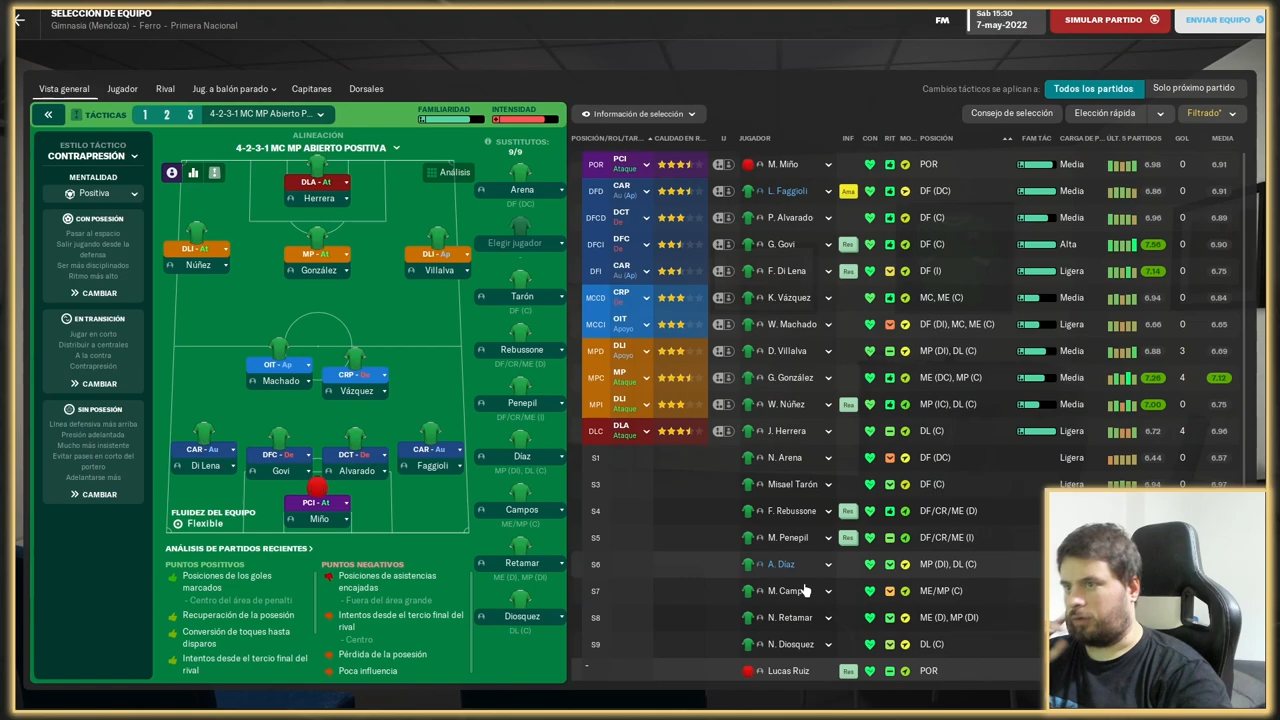 SELECCIÓN DE EQUIPO
Gimnasia (Mendoza) - Ferro - Primera Nacional
FM
Sáb 15:30
7-may-2022
SIMULAR PARTIDO
ENVIAR EQUIPO
Vista general
Jugador
Rival
Jug. a balón parado
Capitanes
Dorsales
Cambios tácticos se aplican a:
Todos los partidos
Solo próximo partido
TÁCTICAS
1 2 3
4-2-3-1 MC MP Abierto P...
FAMILIARIDAD
INTENSIDAD
Información de selección
Consejo de selección
Elección rápida
Filtrado*
ESTILO TÁCTICO
CONTRAPRESIÓN
MENTALIDAD
Positiva
CON POSESIÓN
Pasar al espacio
Salir jugando desde la
defensa
Ser más disciplinados
Ritmo más alto
CAMBIAR
EN TRANSICIÓN
Jugar en corto
Distribuir a centrales
A la contra
Contrapresión
CAMBIAR
SIN POSESIÓN
Línea defensiva más arriba
Presión adelantada
Mucho más insistente
Evitar pases en corto del
portero
Adelantarse más
CAMBIAR
ALINEACIÓN
4-2-3-1 MC MP ABIERTO POSITIVA
Análisis
DLA - At
Herrera
DLI - At
Núñez
MP - At
González
DLI - Ap
Villalva
OIT - Ap
Machado
CRP - De
Vázquez
CAR - Au
Di Lena
DFC - De
Govi
DCT - De
Alvarado
CAR - Au
Faggioli
PCI - At
Miño
FLUIDEZ DEL EQUIPO
Flexible
ANÁLISIS DE PARTIDOS RECIENTES
PUNTOS POSITIVOS
Posiciones de los goles
marcados
- Centro del área de penalti
Recuperación de la posesión
Conversión de toques hasta
disparos
Intentos desde el tercio final del
rival
PUNTOS NEGATIVOS
Posiciones de asistencias
encajadas
- Fuera del área grande
Intentos desde el tercio final del
rival
- Centro
Pérdida de la posesión
Poca influencia
SUSTITUTOS:
9/9
Arena
DF (DC)
Elegir jugador
-
Tarón
DF (C)
Rebussone
DF/CR/ME (D)
Penepil
DF/CR/ME (I)
Díaz
MP (DI), DL (C)
Campos
ME/MP (C)
Retamar
ME (D), MP (DI)
Diosquez
DL (C)
POSICIÓN/ROL/TAR... CALIDAD EN R... JUGADOR INF CON RIT MO... POSICIÓN FAM TÁC CARGA DE P... ÚLT. 5 PARTIDOS GOL MEDIA
POR PCI Ataque M. Miño POR Media 6.98 0 6.91
DFD CAR Au (Ap) L. Faggioli Ama DF (DC) Media 6.86 0 6.91
DFCD DCT De P. Alvarado DF (C) Media 6.96 0 6.89
DFCI DFC De G. Govi Res DF (C) Alta 7.56 0 6.90
DFI CAR Au (Ap) F. Di Lena Res DF (I) Ligera 7.14 0 6.75
MCCD CRP De K. Vázquez MC, ME (C) Media 6.94 0 6.84
MCCI OIT Apoyo W. Machado DF (DI), MC, ME (C) Ligera 6.66 0 6.65
MPD DLI Apoyo D. Villalva MP (DI), DL (C) Media 6.88 3 6.69
MPC MP Ataque G. González ME (DC), MP (C) Media 7.26 4 7.12
MPI DLI Ataque W. Núñez Res MP (IC), DL (C) Media 7.00 0 6.75
DLC DLA Ataque J. Herrera DL (C) Ligera 6.72 4 6.96
S1 N. Arena DF (DC) Ligera 6.44 0 6.57
S3 Misael Tarón DF (C) Ligera 6.94 0 6.97
S4 F. Rebussone Res DF/CR/ME (D)
S5 M. Penepil Res DF/CR/ME (I)
S6 A. Díaz MP (DI), DL (C)
S7 M. Camp ME/MP (C)
S8 N. Retamar ME (D), MP (DI)
S9 N. Diosquez DL (C)
- Lucas Ruiz Res POR